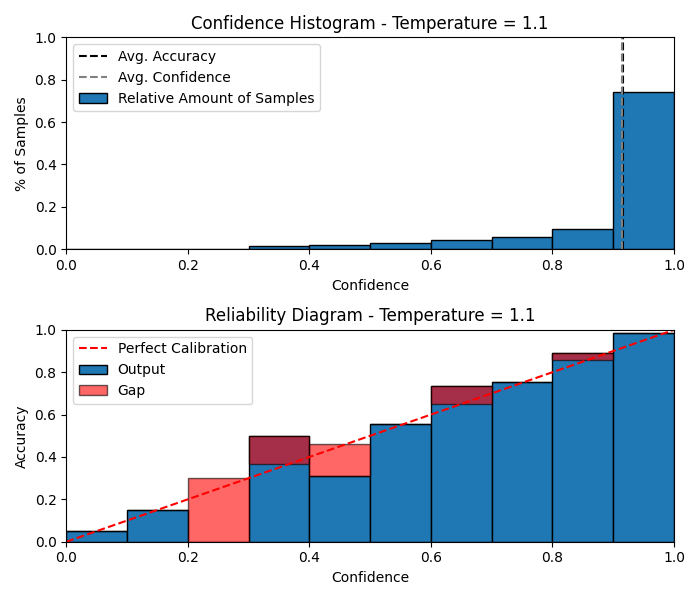 Confidence Histogram - Temperature = 1.1
1.0
0.8
0.6
0.4
0.2
0.0
% of Samples
Avg. Accuracy
Avg. Confidence
Relative Amount of Samples
0.0 0.2 0.4 0.6 0.8 1.0
Confidence
Reliability Diagram - Temperature = 1.1
1.0
0.8
0.6
0.4
0.2
0.0
Accuracy
Perfect Calibration
Output
Gap
0.0 0.2 0.4 0.6 0.8 1.0
Confidence